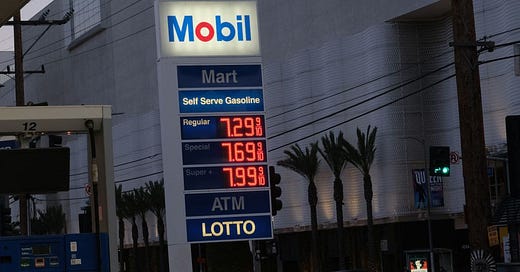 Mobil
Mart
Self Serve Gasoline
Regular 7.29 9/10
Special 7.69 9/10
Super+ 7.99 9/10
ATM
LOTTO
12